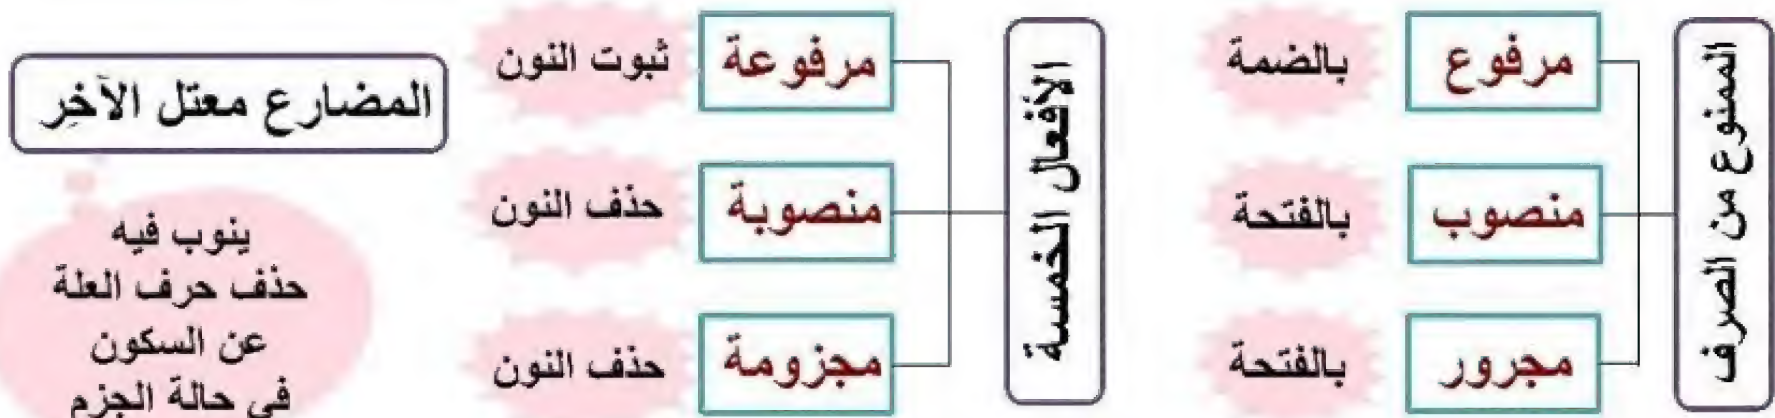 الممنوع من الصرف
مرفوع
بالضمة
منصوب
بالفتحة
مجرور
بالفتحة
الأفعال الخمسة
مرفوعة
ثبوت النون
منصوبة
حذف النون
مجزومة
حذف النون
المضارع معتل الآخِر
ينوب فيه
حذف حرف العلة
عن السكون
في حالة الجزم